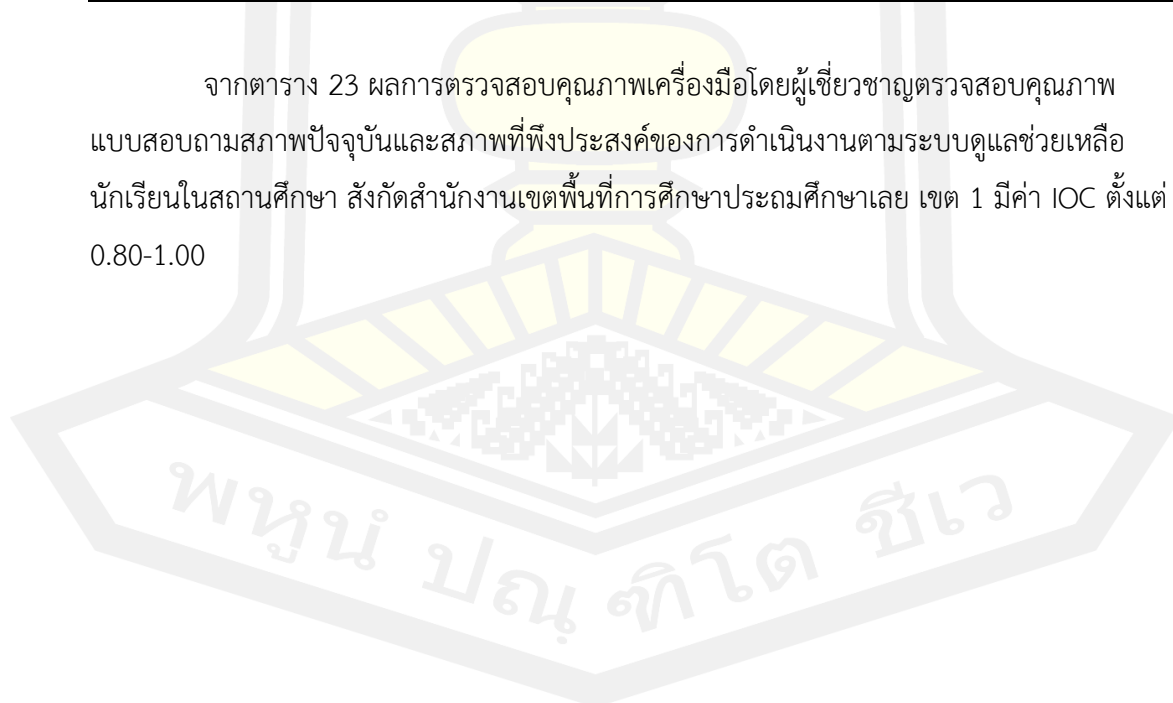 จากตาราง 23 ผลการตรวจสอบคุณภาพเครื่องมือโดยผู้เชี่ยวชาญตรวจสอบคุณภาพ
แบบสอบถามสภาพปัจจุบันและสภาพที่พึงประสงค์ของการดำเนินงานตามระบบดูแลช่วยเหลือ
นักเรียนในสถานศึกษา สังกัดสำนักงานเขตพื้นที่การศึกษาประถมศึกษาเลย เขต 1 มีค่า IOC ตั้งแต่
0.80-1.00
พหูนํ ปณฺฑิโต ชีเว